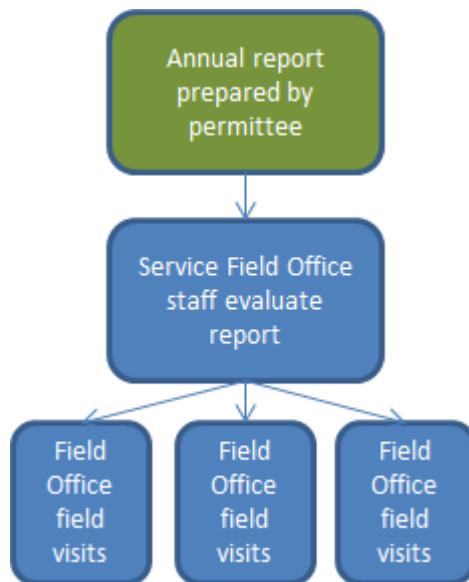 Annual report
prepared by
permittee
Service Field Office
staff evaluate
report
Field
Office
field
visits
Field
Office
field
visits
Field
Office
field
visits